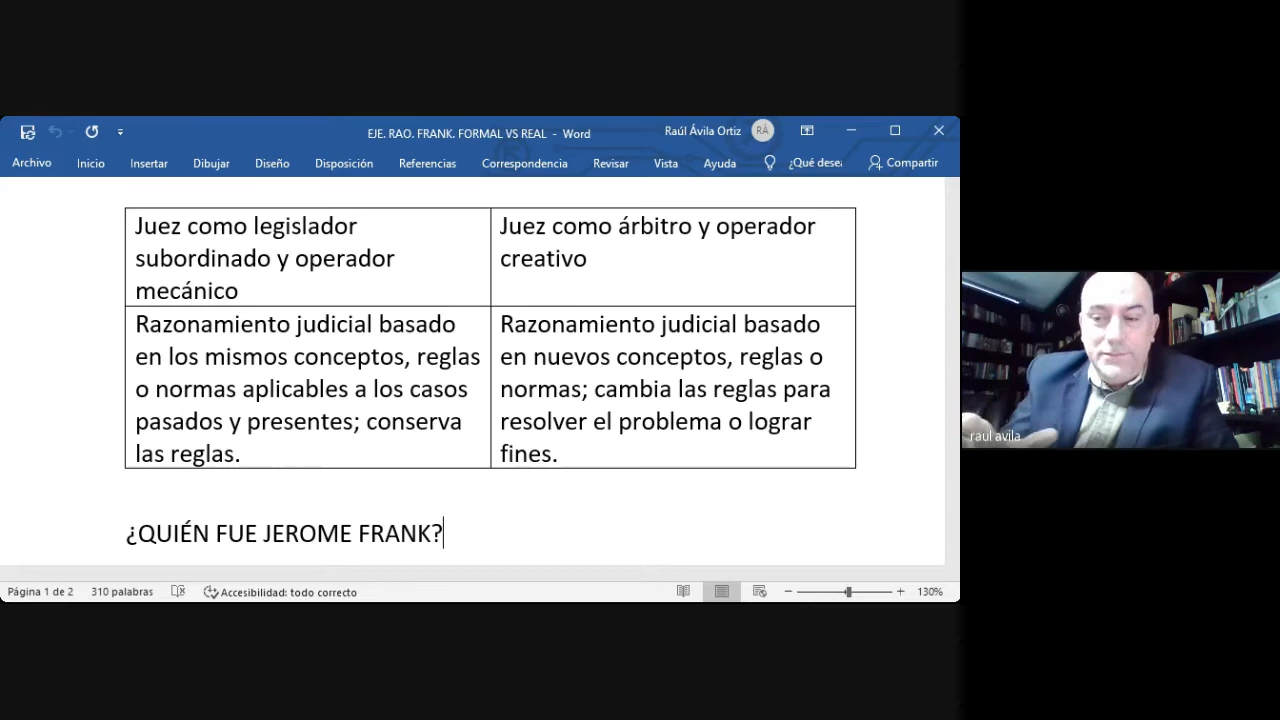 EJE. RAO. FRANK. FORMAL VS REAL - Word
Raúl Ávila Ortiz
RÁ
Archivo
Inicio
Insertar
Dibujar
Diseño
Disposición
Referencias
Correspondencia
Revisar
Vista
Ayuda
¿Qué dese
Compartir
Juez como legislador
subordinado y operador
mecánico
Juez como árbitro y operador
creativo
Razonamiento judicial basado
en los mismos conceptos, reglas
o normas aplicables a los casos
pasados y presentes; conserva
las reglas.
Razonamiento judicial basado
en nuevos conceptos, reglas o
normas; cambia las reglas para
resolver el problema o lograr
fines.
¿QUIÉN FUE JEROME FRANK?
raul avila
Página 1 de 2
310 palabras
Accesibilidad: todo correcto
130%